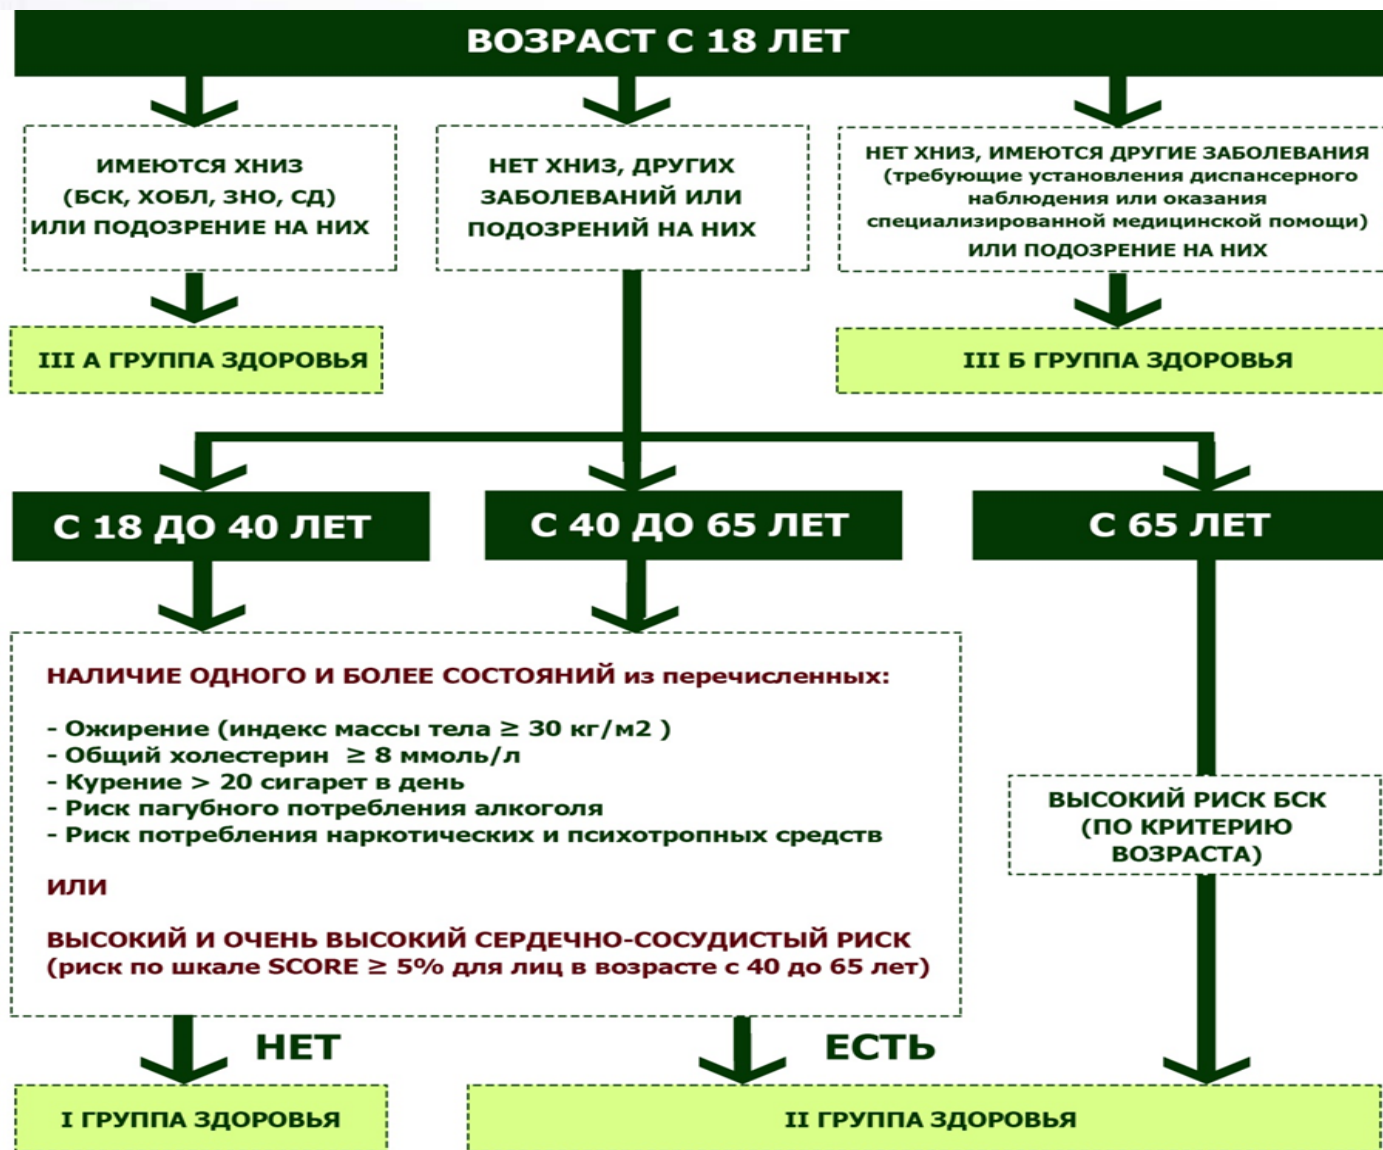 ВОЗРАСТ С 18 ЛЕТ
ИМЕЮТСЯ ХНИЗ
(БСК, ХОБЛ, ЗНО, СД)
ИЛИ ПОДОЗРЕНИЕ НА НИХ
НЕТ ХНИЗ, ДРУГИХ
ЗАБОЛЕВАНИЙ ИЛИ
ПОДОЗРЕНИЙ НА НИХ
НЕТ ХНИЗ, ИМЕЮТСЯ ДРУГИЕ ЗАБОЛЕВАНИЯ
(требующие установления диспансерного
наблюдения или оказания
специализированной медицинской помощи)
ИЛИ ПОДОЗРЕНИЕ НА НИХ
III А ГРУППА ЗДОРОВЬЯ
III Б ГРУППА ЗДОРОВЬЯ
С 18 ДО 40 ЛЕТ
С 40 ДО 65 ЛЕТ
С 65 ЛЕТ
НАЛИЧИЕ ОДНОГО И БОЛЕЕ СОСТОЯНИЙ из перечисленных:
- Ожирение (индекс массы тела ≥ 30 кг/м2 )
- Общий холестерин ≥ 8 ммоль/л
- Курение > 20 сигарет в день
- Риск пагубного потребления алкоголя
- Риск потребления наркотических и психотропных средств
ИЛИ
ВЫСОКИЙ И ОЧЕНЬ ВЫСОКИЙ СЕРДЕЧНО-СОСУДИСТЫЙ РИСК
(риск по шкале SCORE ≥ 5% для лиц в возрасте с 40 до 65 лет)
ВЫСОКИЙ РИСК БСК
(ПО КРИТЕРИЮ
ВОЗРАСТА)
НЕТ
ЕСТЬ
I ГРУППА ЗДОРОВЬЯ
II ГРУППА ЗДОРОВЬЯ